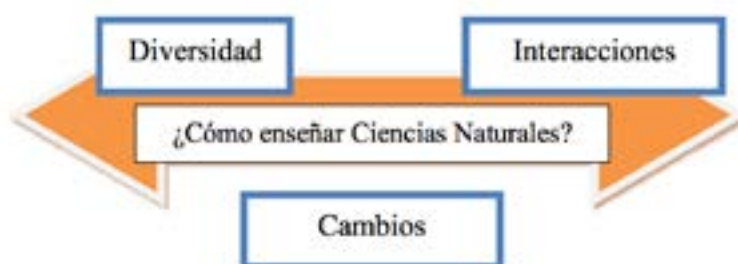 Diversidad
Interacciones
¿Cómo enseñar Ciencias Naturales?
Cambios